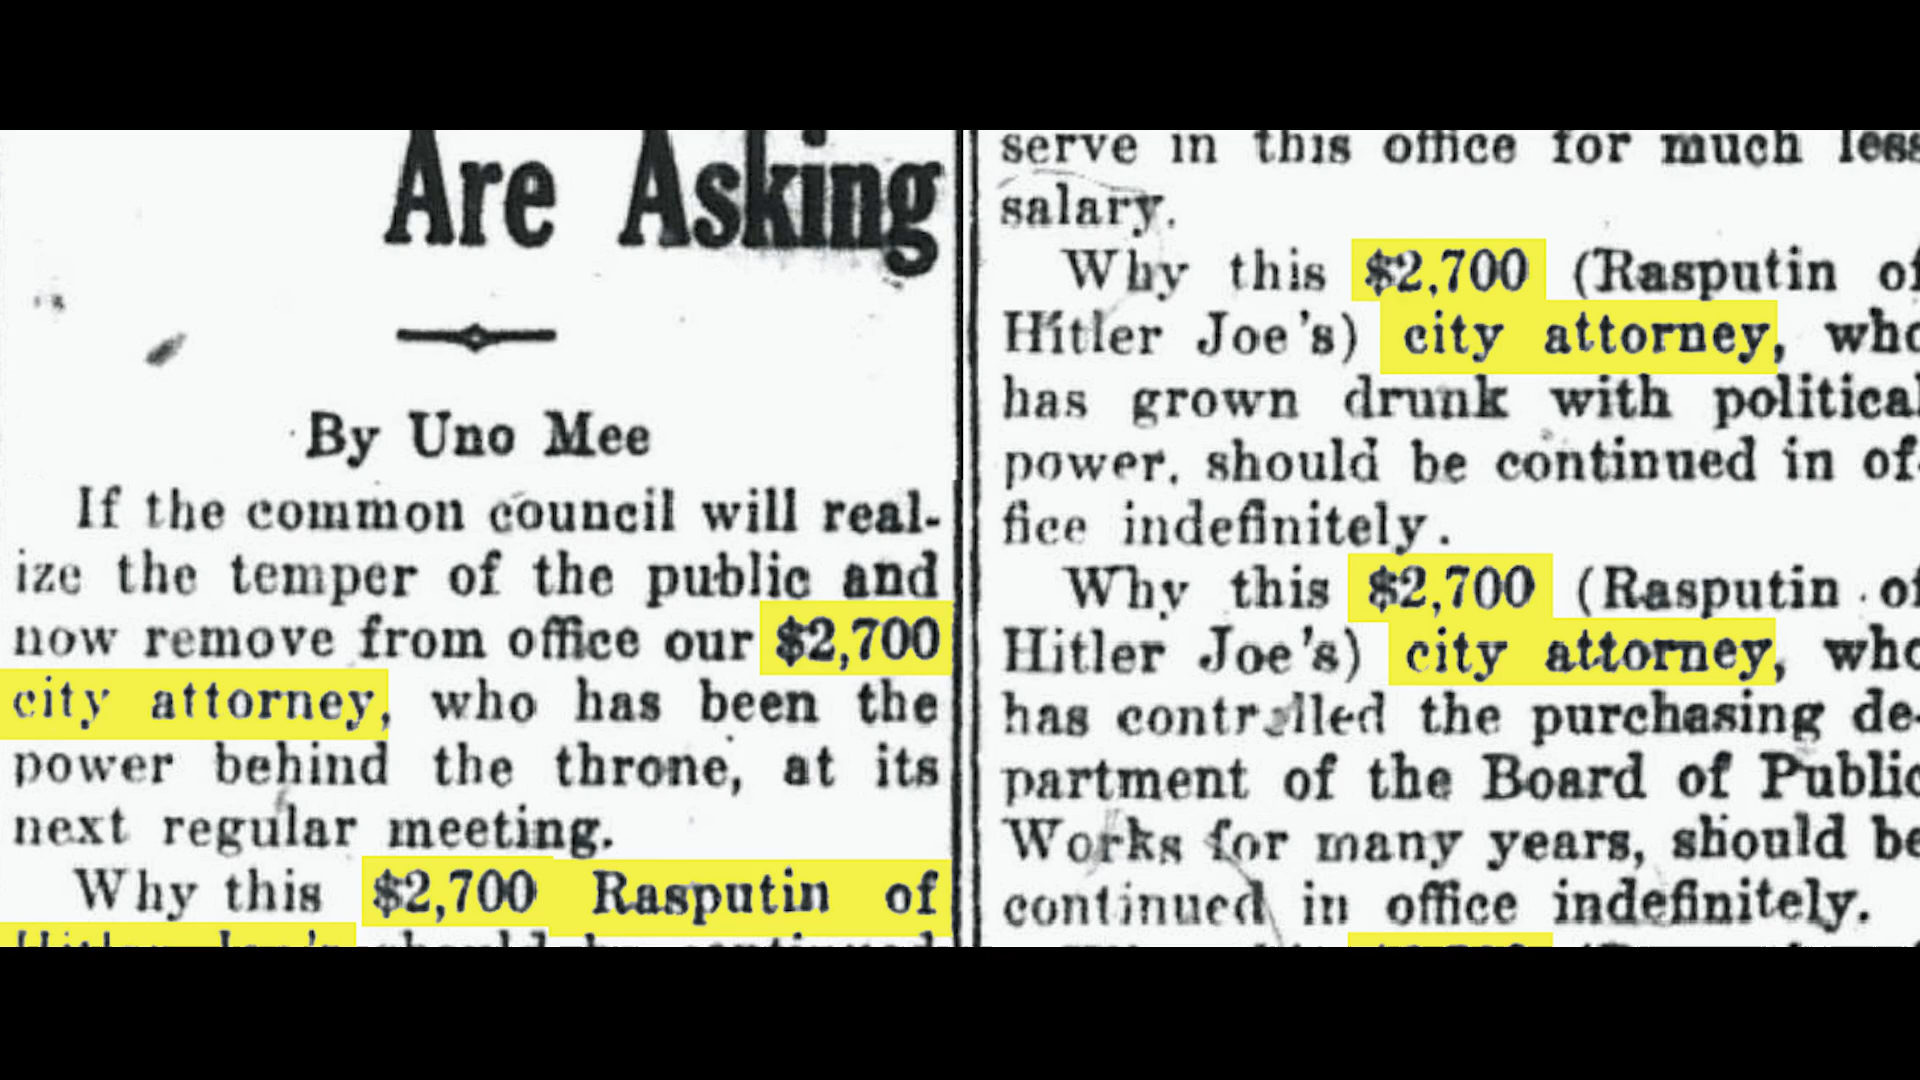 Are Asking
By Uno Mee
If the common council will real-
ize the temper of the public and
now remove from office our $2,700
city attorney, who has been the
power behind the throne, at its
next regular meeting.
Why this $2,700 Rasputin of
serve in this office for much less
salary.
Why this $2,700 (Rasputin of
Hitler Joe's) city attorney, who
has grown drunk with political
power, should be continued in of-
fice indefinitely.
Why this $2,700 (Rasputin of
Hitler Joe's) city attorney, who
has controlled the purchasing de-
partment of the Board of Public
Works for many years, should be
continued in office indefinitely.